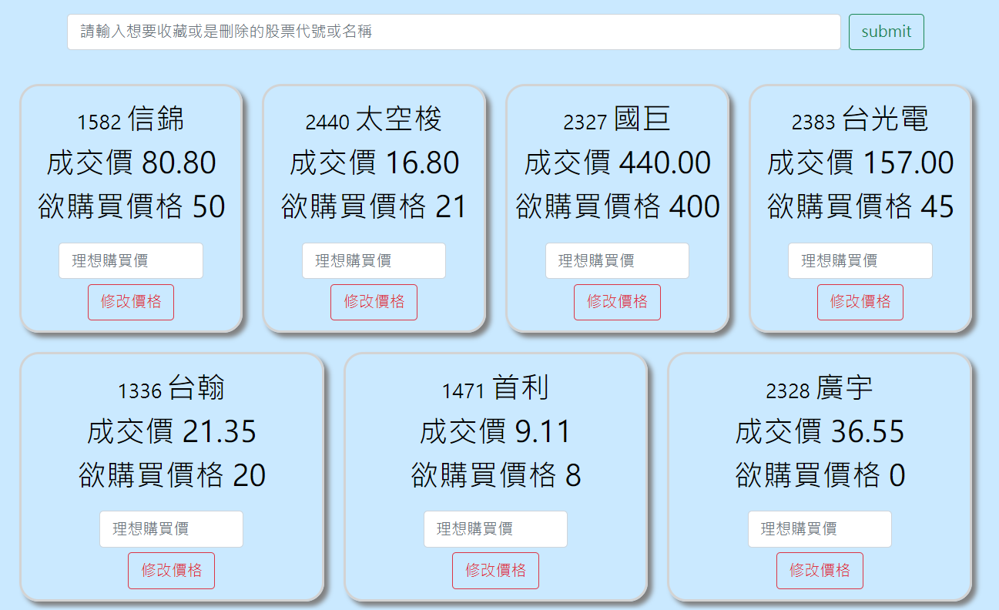 請輸入想要收藏或是刪除的股票代號或名稱
submit
1582 信錦
成交價 80.80
欲購買價格 50
理想購買價
修改價格
2440 太空梭
成交價 16.80
欲購買價格 21
理想購買價
修改價格
2327 國巨
成交價 440.00
欲購買價格 400
理想購買價
修改價格
2383 台光電
成交價 157.00
欲購買價格 45
理想購買價
修改價格
1336 台翰
成交價 21.35
欲購買價格 20
理想購買價
修改價格
1471 首利
成交價 9.11
欲購買價格 8
理想購買價
修改價格
2328 廣宇
成交價 36.55
欲購買價格 0
理想購買價
修改價格